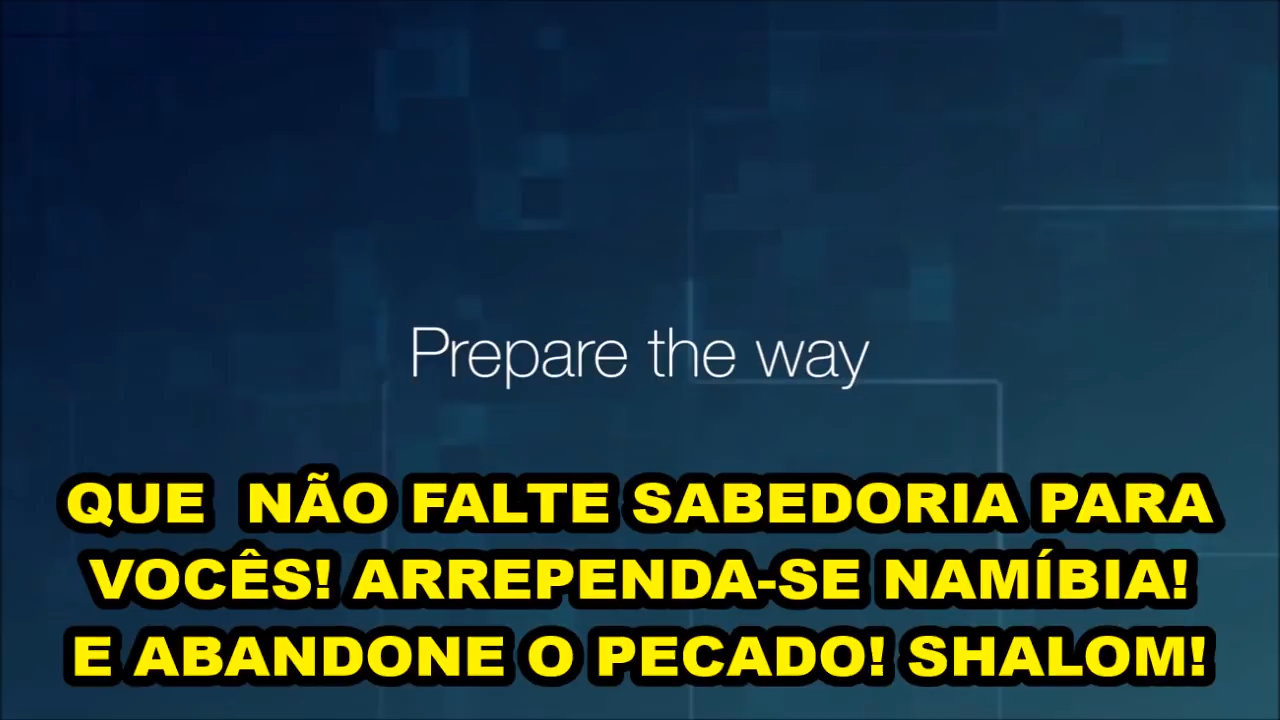 Prepare the way
QUE NÃO FALTE SABEDORIA PARA
VOCÊS! ARREPENDA-SE NAMÍBIA!
E ABANDONE O PECADO! SHALOM!